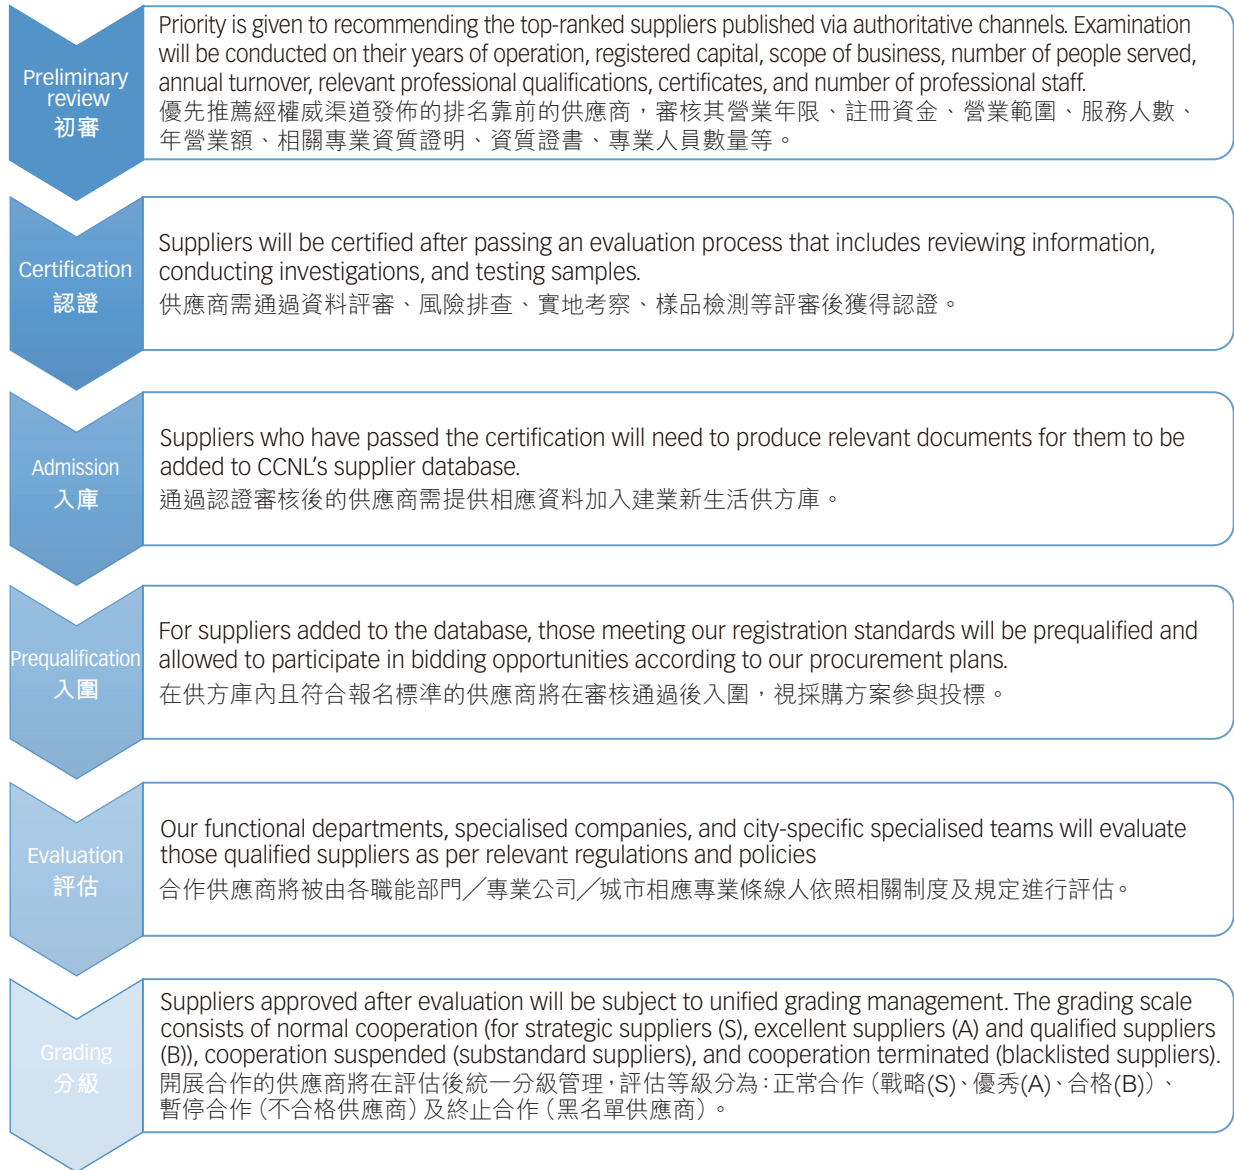 Preliminary
review
初審
Priority is given to recommending the top-ranked suppliers published via authoritative channels. Examination
will be conducted on their years of operation, registered capital, scope of business, number of people served,
annual turnover, relevant professional qualifications, certificates, and number of professional staff.
優先推薦經權威渠道發佈的排名靠前的供應商，審核其營業年限、註冊資金、營業範圍、服務人數、
年營業額、相關專業資質證明、資質證書、專業人員數量等。
Certification
認證
Suppliers will be certified after passing an evaluation process that includes reviewing information,
conducting investigations, and testing samples.
供應商需通過資料評審、風險排查、實地考察、樣品檢測等評審後獲得認證。
Admission
入庫
Suppliers who have passed the certification will need to produce relevant documents for them to be
added to CCNL's supplier database.
通過認證審核後的供應商需提供相應資料加入建業新生活供方庫。
Prequalification
入圍
For suppliers added to the database, those meeting our registration standards will be prequalified and
allowed to participate in bidding opportunities according to our procurement plans.
在供方庫內且符合報名標準的供應商將在審核通過後入圍，視採購方案參與投標。
Evaluation
評估
Our functional departments, specialised companies, and city-specific specialised teams will evaluate
those qualified suppliers as per relevant regulations and policies
合作供應商將被由各職能部門／專業公司／城市相應專業條線人依照相關制度及規定進行評估。
Grading
分級
Suppliers approved after evaluation will be subject to unified grading management. The grading scale
consists of normal cooperation (for strategic suppliers (S), excellent suppliers (A) and qualified suppliers
(B)), cooperation suspended (substandard suppliers), and cooperation terminated (blacklisted suppliers).
開展合作的供應商將在評估後統一分級管理，評估等級分為：正常合作（戰略(S)、優秀(A)、合格(B)）、
暫停合作（不合格供應商）及終止合作（黑名單供應商）。